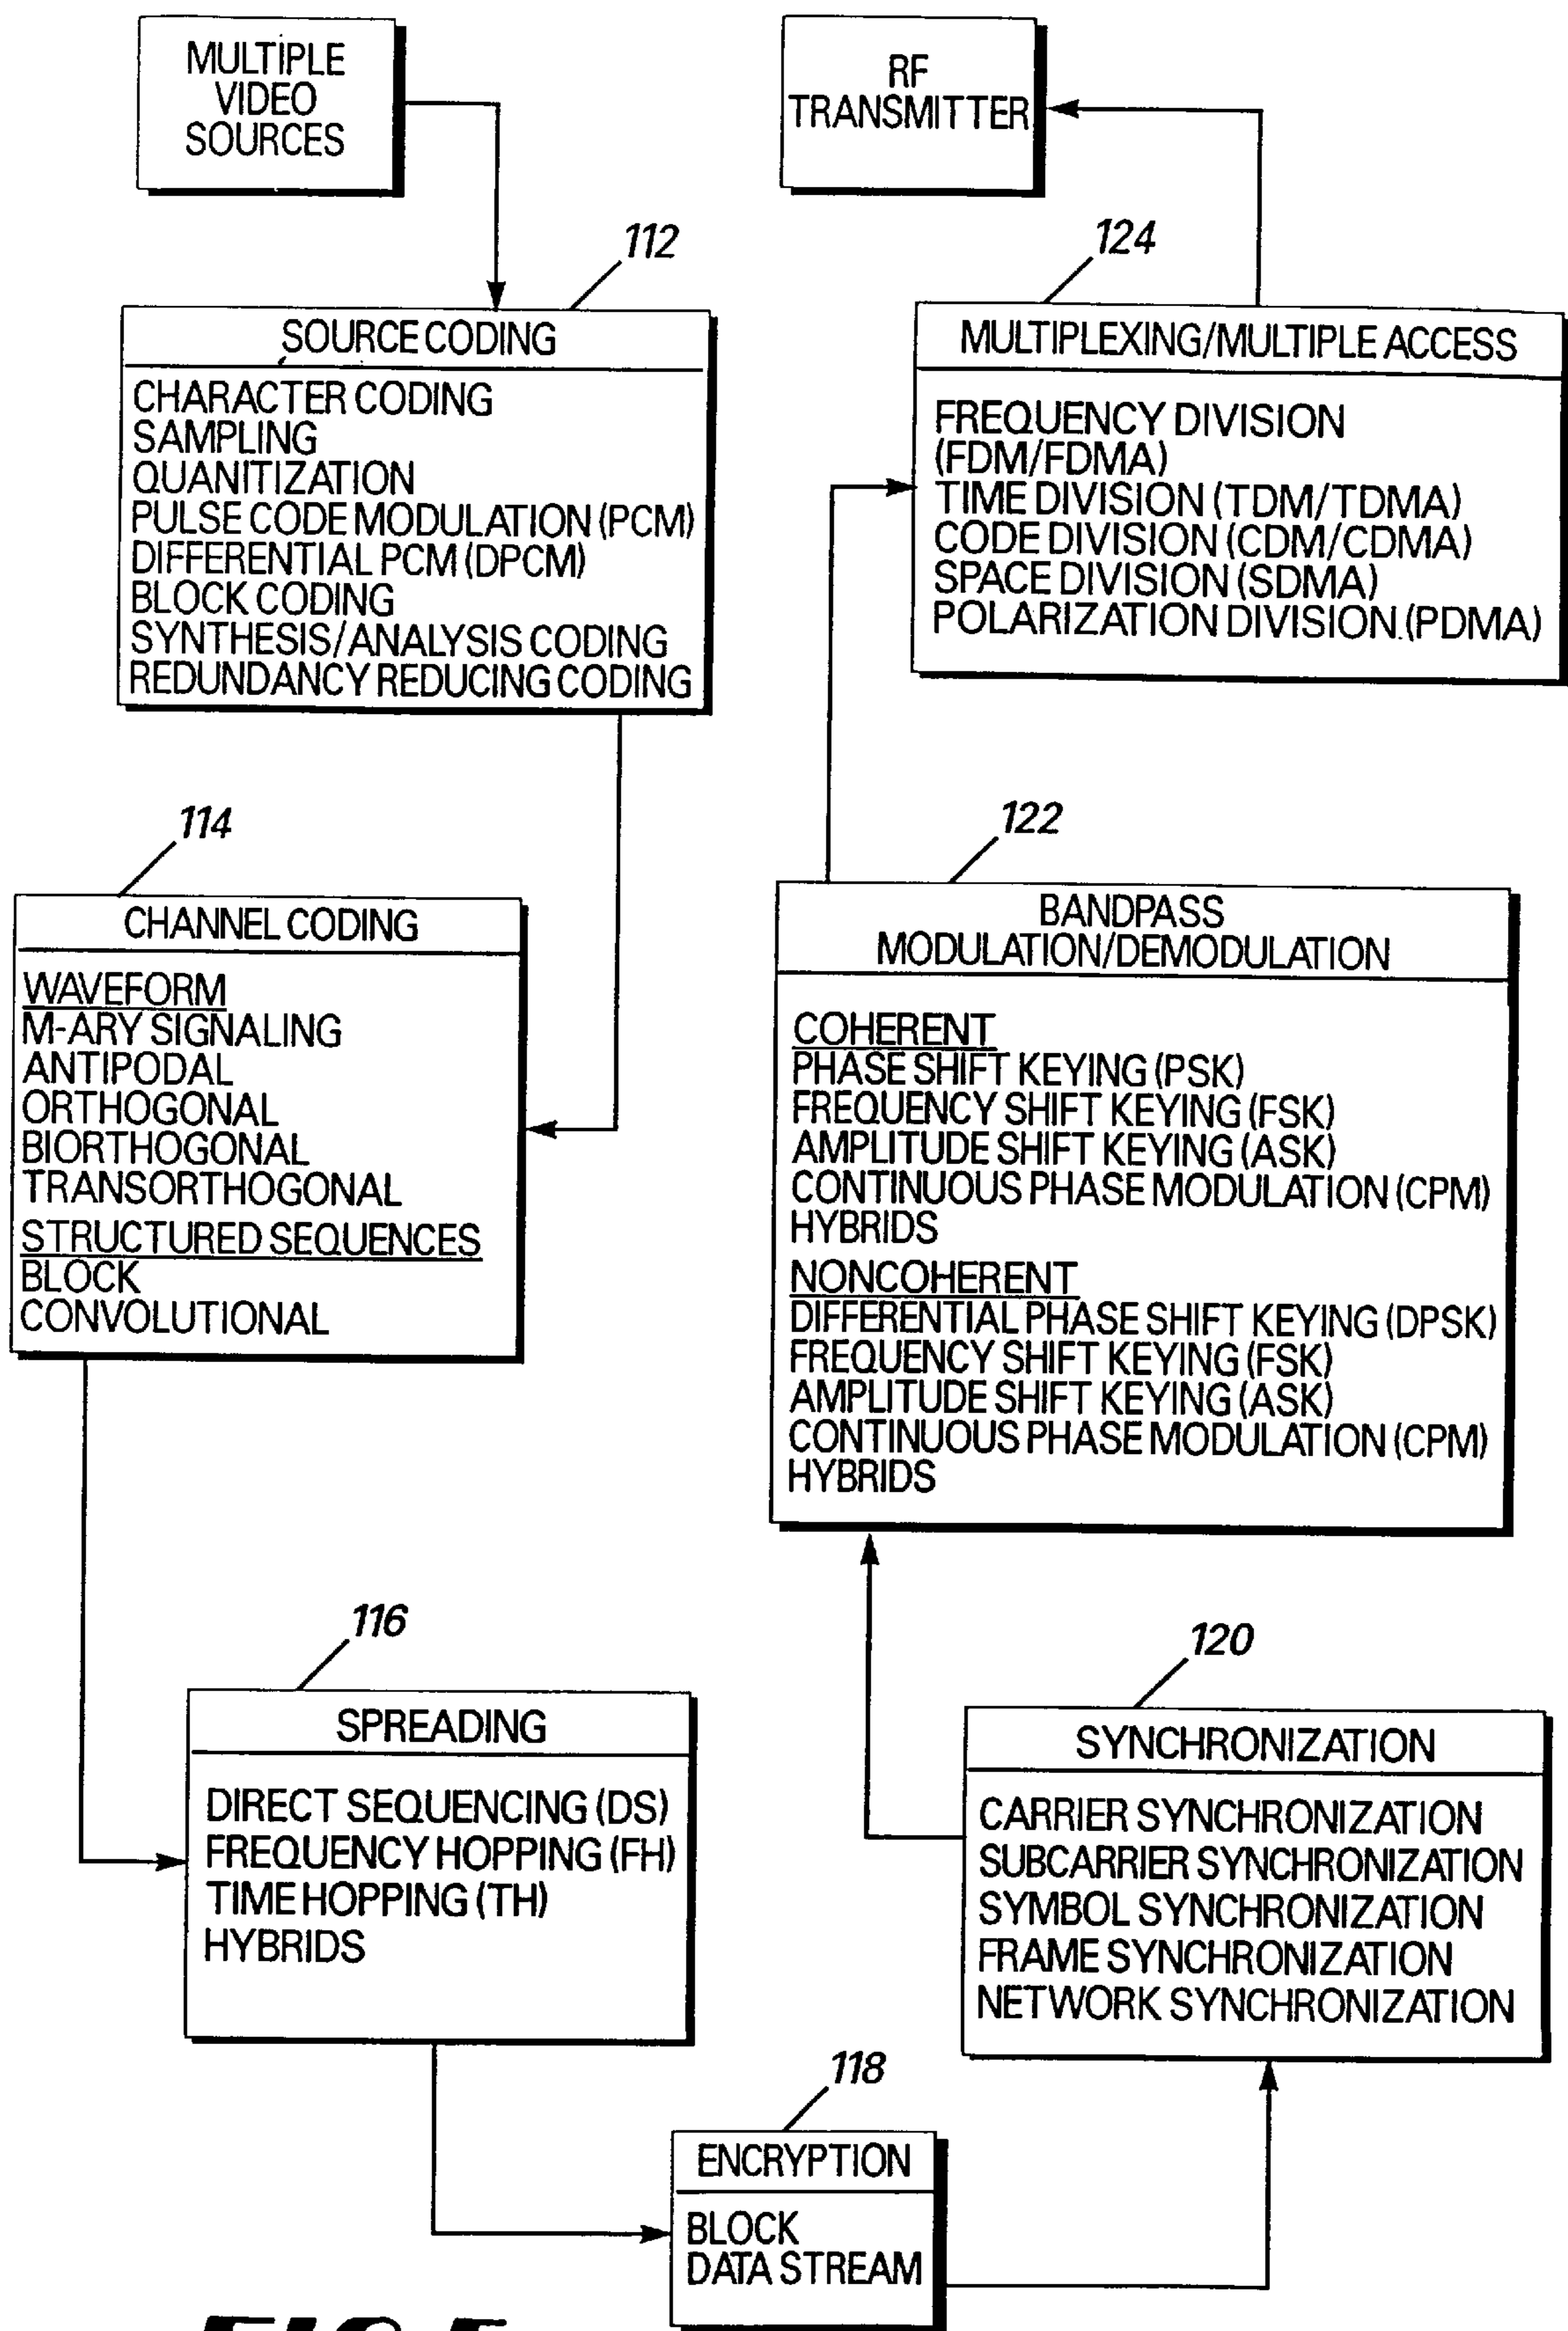 MULTIPLE
VIDEO
SOURCES
RF
TRANSMITTER
112
SOURCE CODING
CHARACTER CODING
SAMPLING
QUANITIZATION
PULSE CODE MODULATION (PCM)
DIFFERENTIAL PCM (DPCM)
BLOCK CODING
SYNTHESIS/ANALYSIS CODING
REDUNDANCY REDUCING CODING
124
MULTIPLEXING/MULTIPLE ACCESS
FREQUENCY DIVISION
(FDM/FDMA)
TIME DIVISION (TDM/TDMA)
CODE DIVISION (CDM/CDMA)
SPACE DIVISION (SDMA)
POLARIZATION DIVISION.(PDMA)
114
CHANNEL CODING
WAVEFORM
M-ARY SIGNALING
ANTIPODAL
ORTHOGONAL
BIORTHOGONAL
TRANSORTHOGONAL
STRUCTURED SEQUENCES
BLOCK
CONVOLUTIONAL
122
BANDPASS
MODULATION/DEMODULATION
COHERENT
PHASE SHIFT KEYING (PSK)
FREQUENCY SHIFT KEYING (FSK)
AMPLITUDE SHIFT KEYING (ASK)
CONTINUOUS PHASE MODULATION (CPM)
HYBRIDS
NONCOHERENT
DIFFERENTIAL PHASE SHIFT KEYING (DPSK)
FREQUENCY SHIFT KEYING (FSK)
AMPLITUDE SHIFT KEYING (ASK)
CONTINUOUS PHASE MODULATION (CPM)
HYBRIDS
116
SPREADING
DIRECT SEQUENCING (DS)
FREQUENCY HOPPING (FH)
TIME HOPPING (TH)
HYBRIDS
120
SYNCHRONIZATION
CARRIER SYNCHRONIZATION
SUBCARRIER SYNCHRONIZATION
SYMBOL SYNCHRONIZATION
FRAME SYNCHRONIZATION
NETWORK SYNCHRONIZATION
118
ENCRYPTION
BLOCK
DATA STREAM